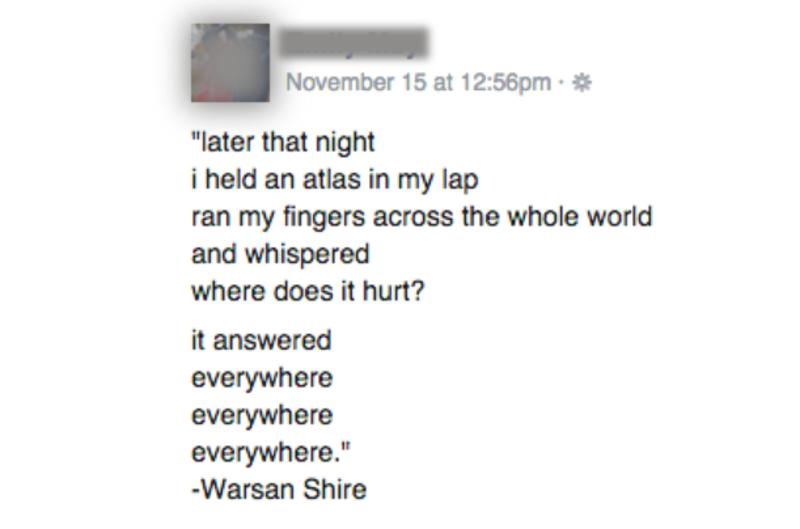 November 15 at 12:56pm ·
"later that night
i held an atlas in my lap
ran my fingers across the whole world
and whispered
where does it hurt?
it answered
everywhere
everywhere
everywhere."
-Warsan Shire